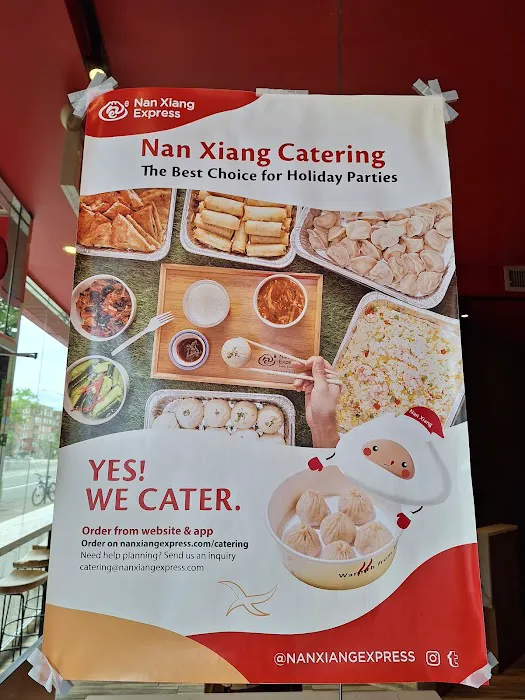 Nan Xiang
Express
Nan Xiang Catering
The Best Choice for Holiday Parties
Nan Xiang
YES!
WE CATER.
Order from website & app
Order on nanxiangexpress.com/catering
Need help planning? Send us an inquiry
catering@nanxiangexpress.com
@NANXIANGEXPRESS